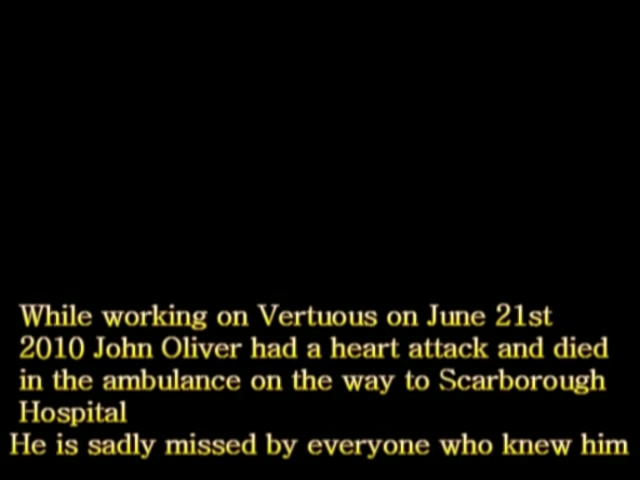 While working on Vertuous on June 21st
2010 John Oliver had a heart attack and died
in the ambulance on the way to Scarborough
Hospital
He is sadly missed by everyone who knew him